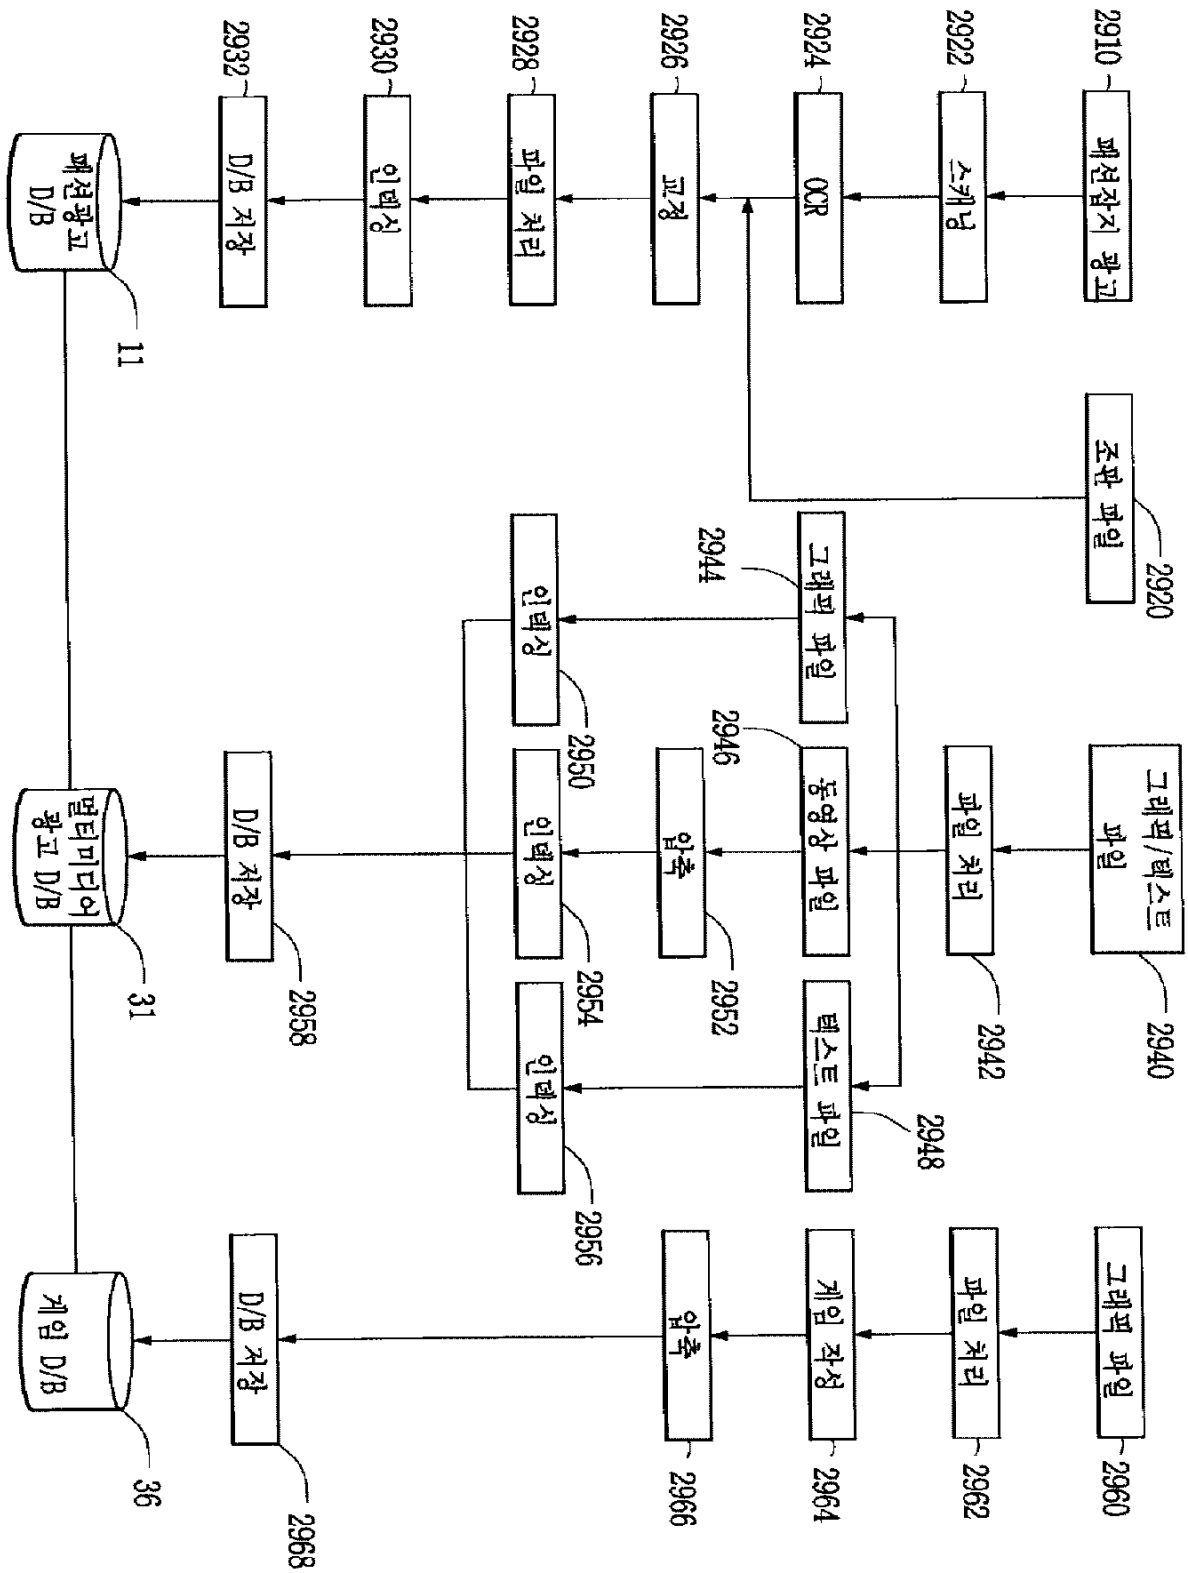 2910
패션잡지 광고
2922
스캐닝
2924
OCR
2926
교정
2928
파일 처리
2930
인덱싱
2932
D/B 저장
패션광고
D/B
11
조판 파일
2920
그래픽/텍스트
파일
2940
파일 처리
2942
2944
그래픽 파일
2946
동영상 파일
텍스트 파일
2948
압축
2952
인덱싱
2950
인덱싱
2954
인덱싱
2956
D/B 저장
2958
멀티미디어
광고 D/B
31
그래픽 파일
2960
파일 처리
2962
게임 작성
2964
압축
2966
D/B 저장
2968
게임 D/B
36